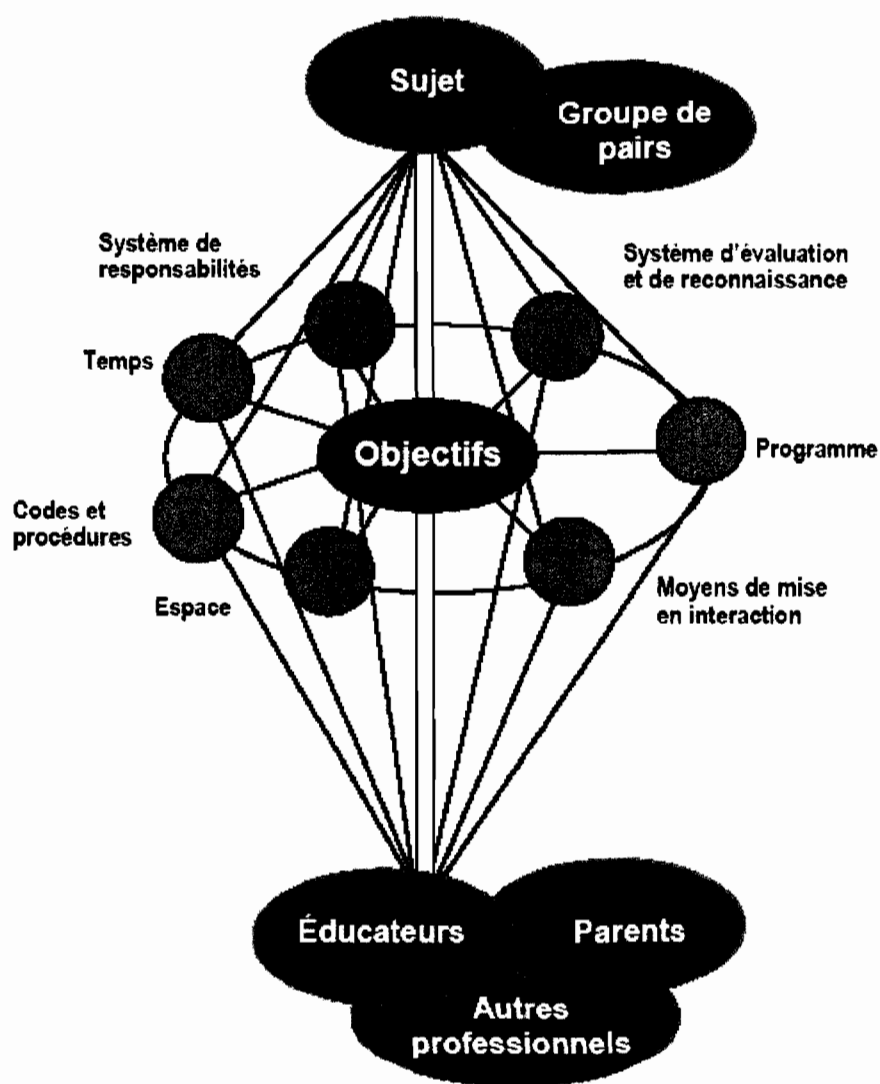 Sujet
Groupe de
pairs
Système de
responsabilités
Système d'évaluation
et de reconnaissance
Temps
Objectifs
Programme
Codes et
procédures
Espace
Moyens de mise
en interaction
Éducateurs
Parents
Autres
professionnels